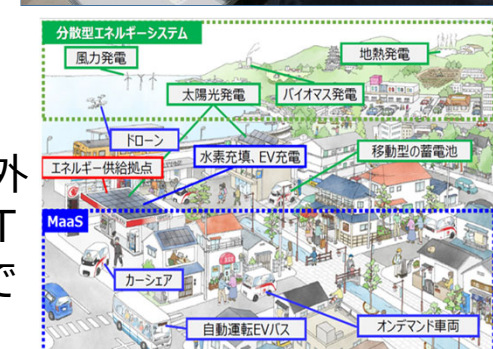 分散型エネルギーシステム
風力発電
地熱発電
太陽光発電
バイオマス発電
ドローン
水素充填、EV充電
移動型の蓄電池
エネルギー供給拠点
外
T
で
MaaS
カーシェア
自動運転EVバス
オンデマンド車両